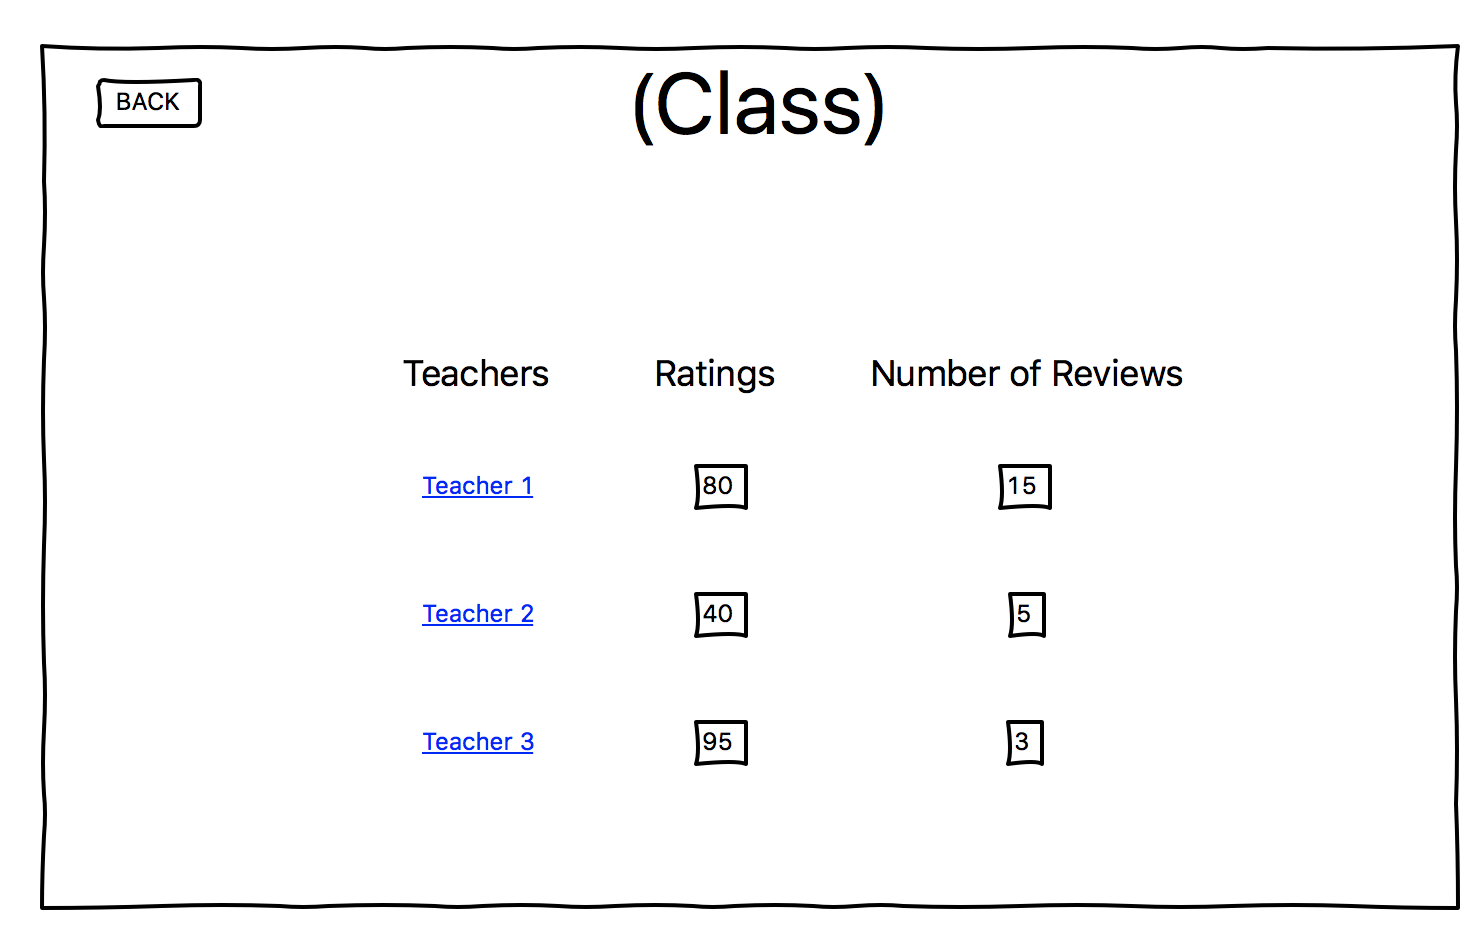 BACK
(Class)
Teachers Ratings Number of Reviews
Teacher 1 80 15
Teacher 2 40 5
Teacher 3 95 3